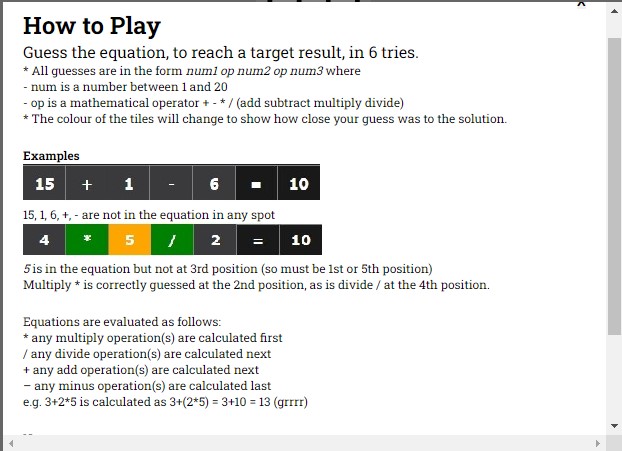 How to Play
Guess the equation, to reach a target result, in 6 tries.
* All guesses are in the form num1 op num2 op num3 where
- num is a number between 1 and 20
- op is a mathematical operator + - * / (add subtract multiply divide)
* The colour of the tiles will change to show how close your guess was to the solution.
Examples
15 + 1 - 6 = 10
15, 1, 6, +, - are not in the equation in any spot
4 * 5 / 2 = 10
5 is in the equation but not at 3rd position (so must be 1st or 5th position)
Multiply * is correctly guessed at the 2nd position, as is divide / at the 4th position.
Equations are evaluated as follows:
* any multiply operation(s) are calculated first
/ any divide operation(s) are calculated next
+ any add operation(s) are calculated next
− any minus operation(s) are calculated last
e.g. 3+2*5 is calculated as 3+(2*5) = 3+10 = 13 (grrrr)